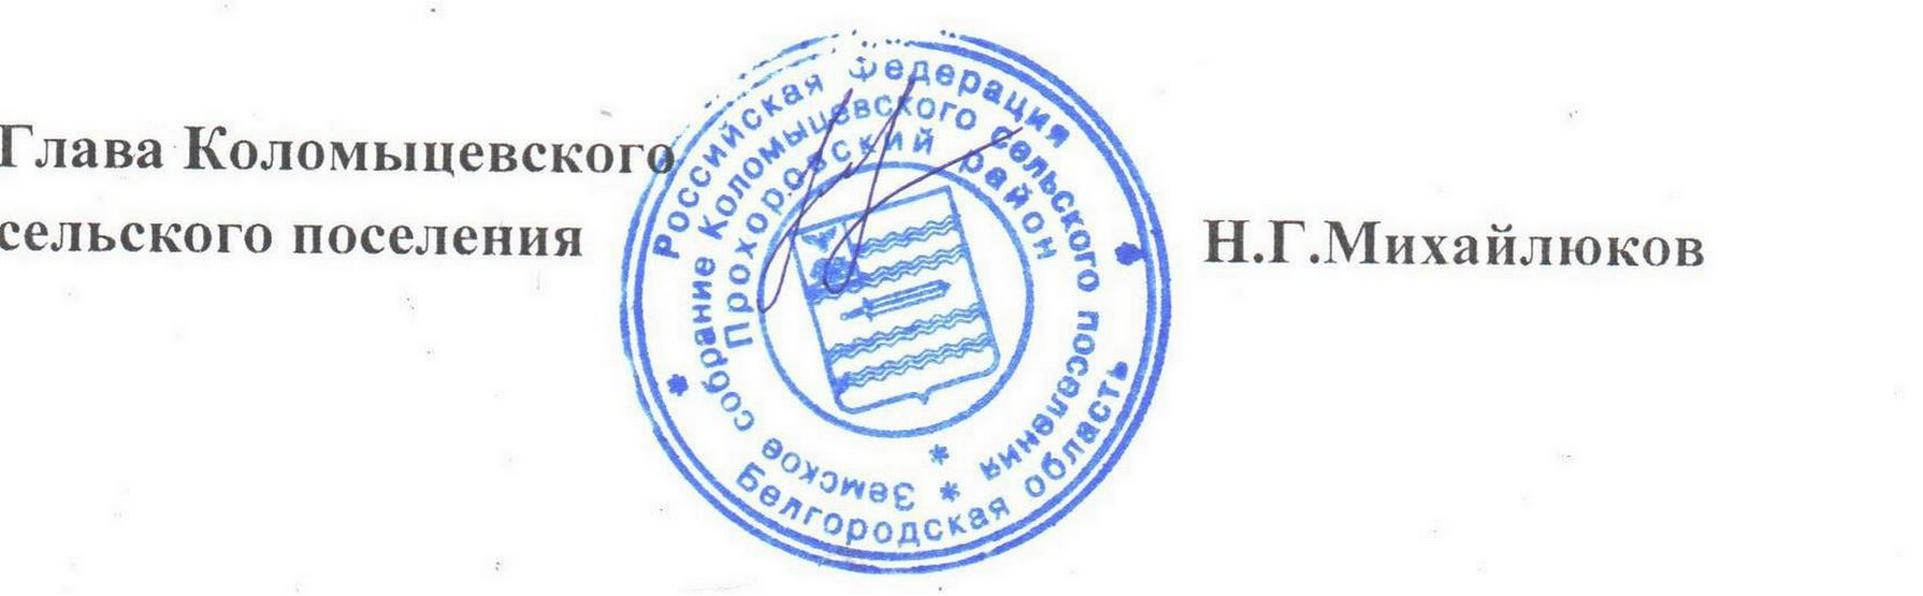 Глава Коломыцевского
сельского поселения
Н.Г.Михайлюков
Российская Федерация
Земское собрание Коломыцевского сельского поселения
Прохоровский район
Белгородская область